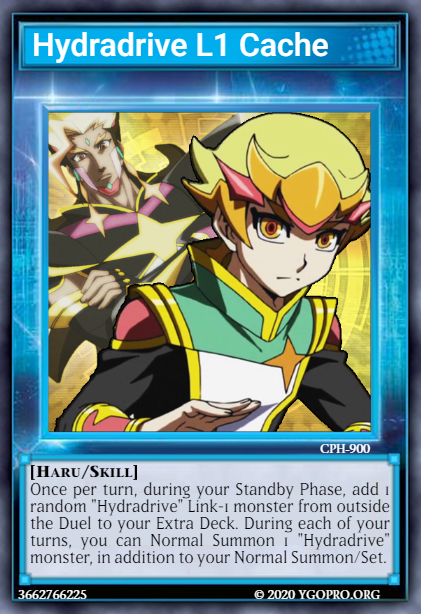 Hydradrive L1 Cache
CPH-900
[HARU/SKILL]
Once per turn, during your Standby Phase, add 1
random "Hydradrive" Link-1 monster from outside
the Duel to your Extra Deck. During each of your
turns, you can Normal Summon 1 "Hydradrive"
monster, in addition to your Normal Summon/Set.
3662766225 © 2020 YGOPRO.ORG